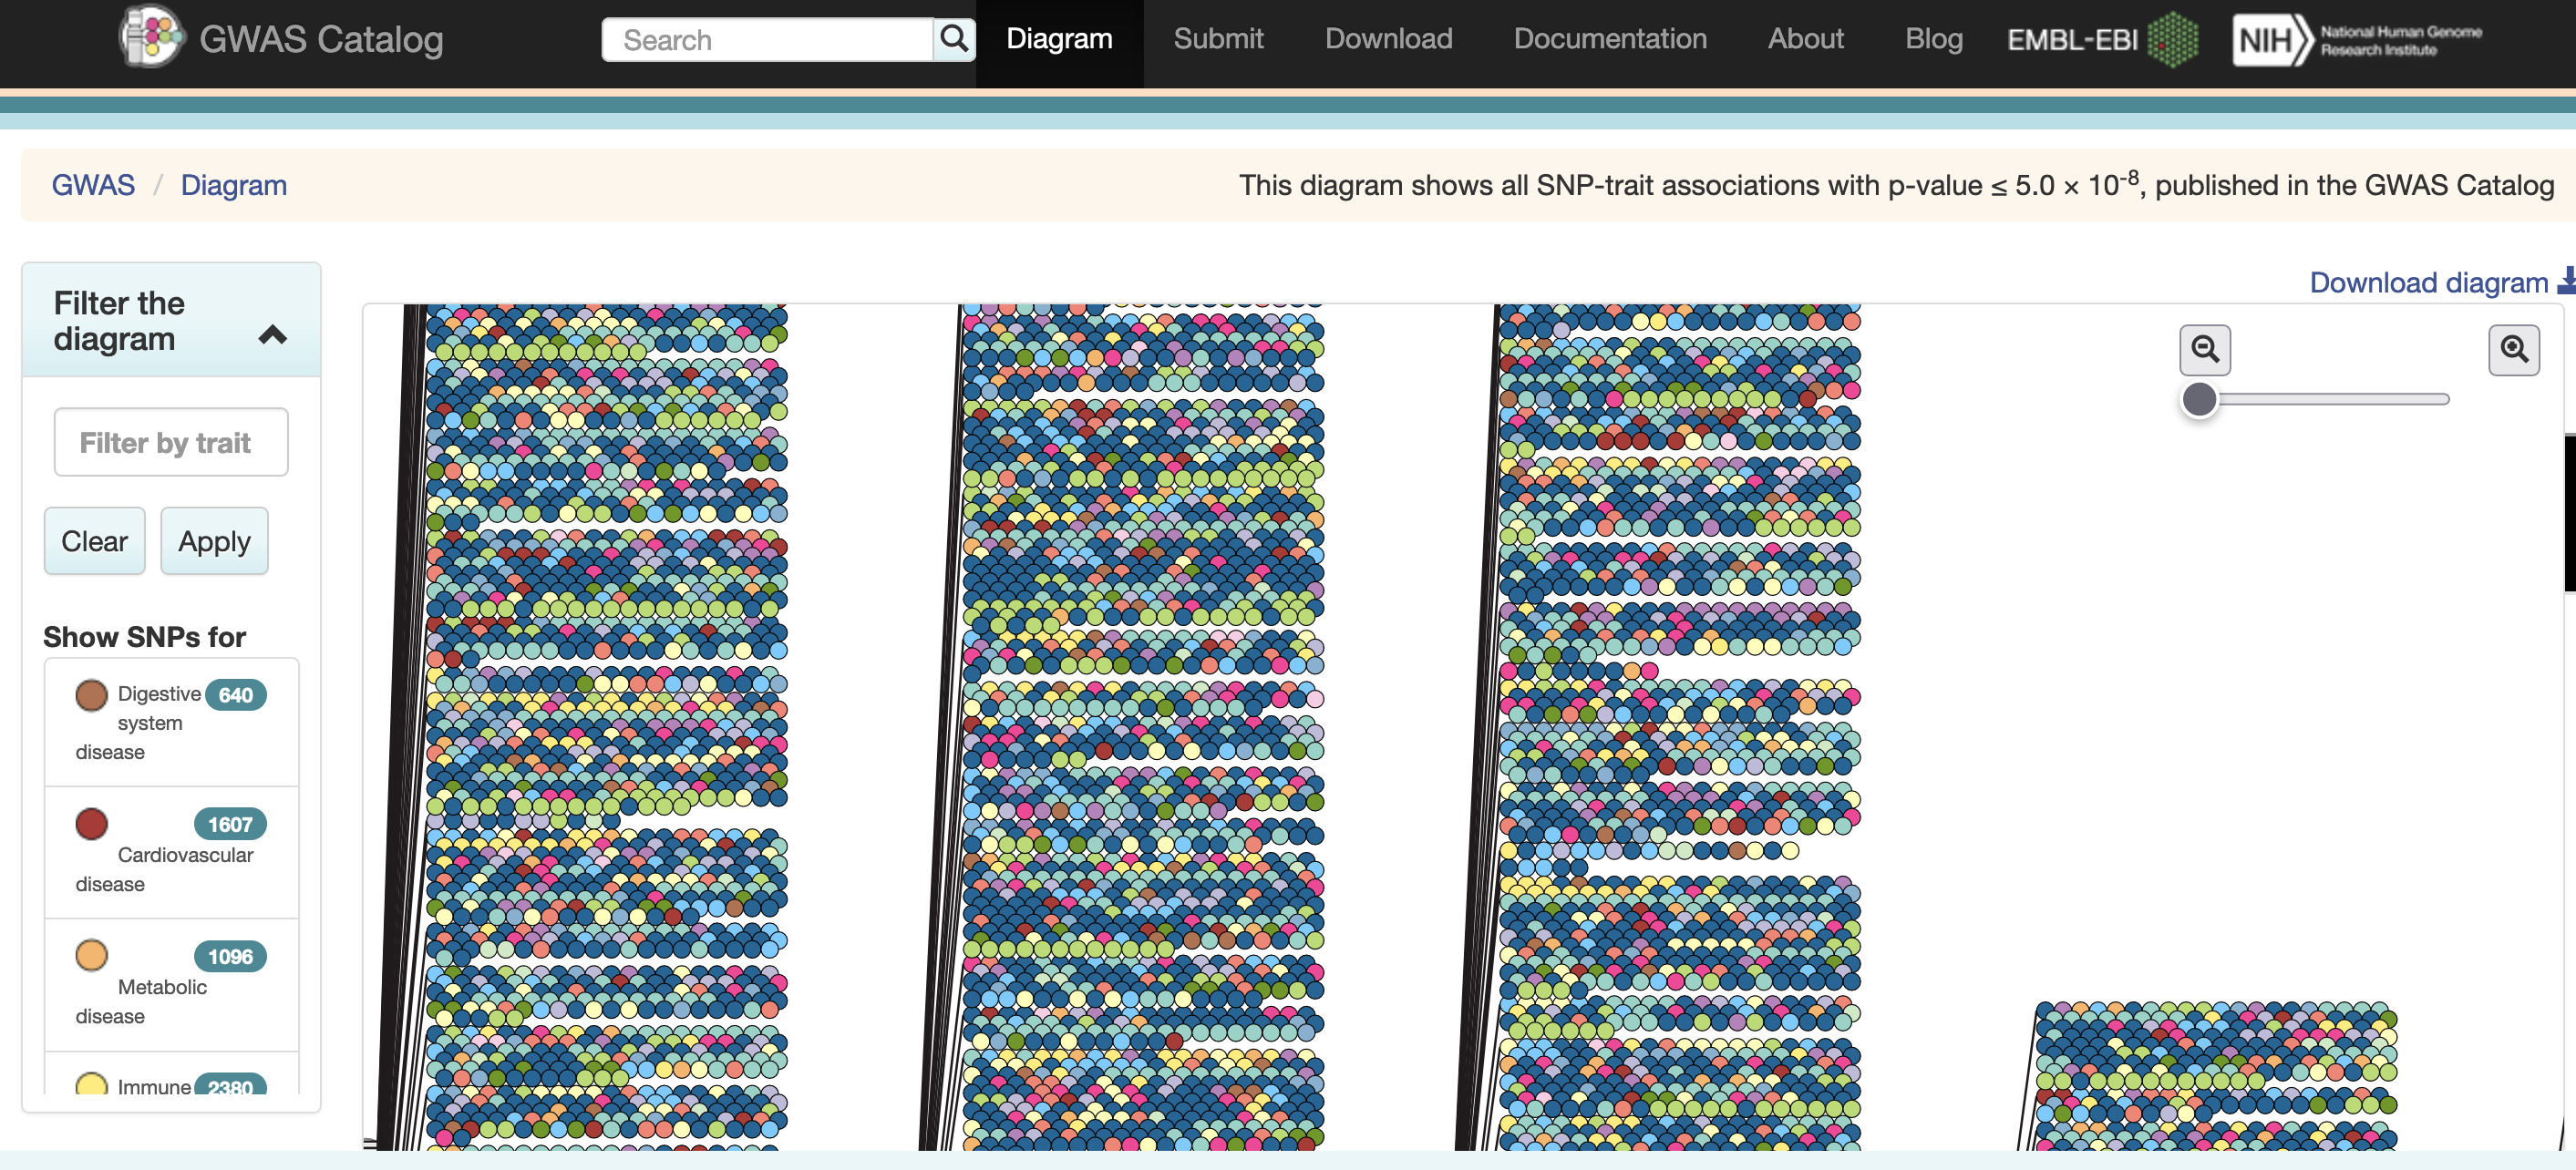 GWAS Catalog
Search
Diagram
Submit
Download
Documentation
About
Blog
EMBL-EBI
NIH
National Human Genome
Research Institute
GWAS / Diagram
This diagram shows all SNP-trait associations with p-value ≤ 5.0 × 10⁻⁸, published in the GWAS Catalog
Download diagram
Filter the
diagram
Filter by trait
Clear
Apply
Show SNPs for
Digestive 640
system
disease
1607
Cardiovascular
disease
1096
Metabolic
disease
Immune 2380